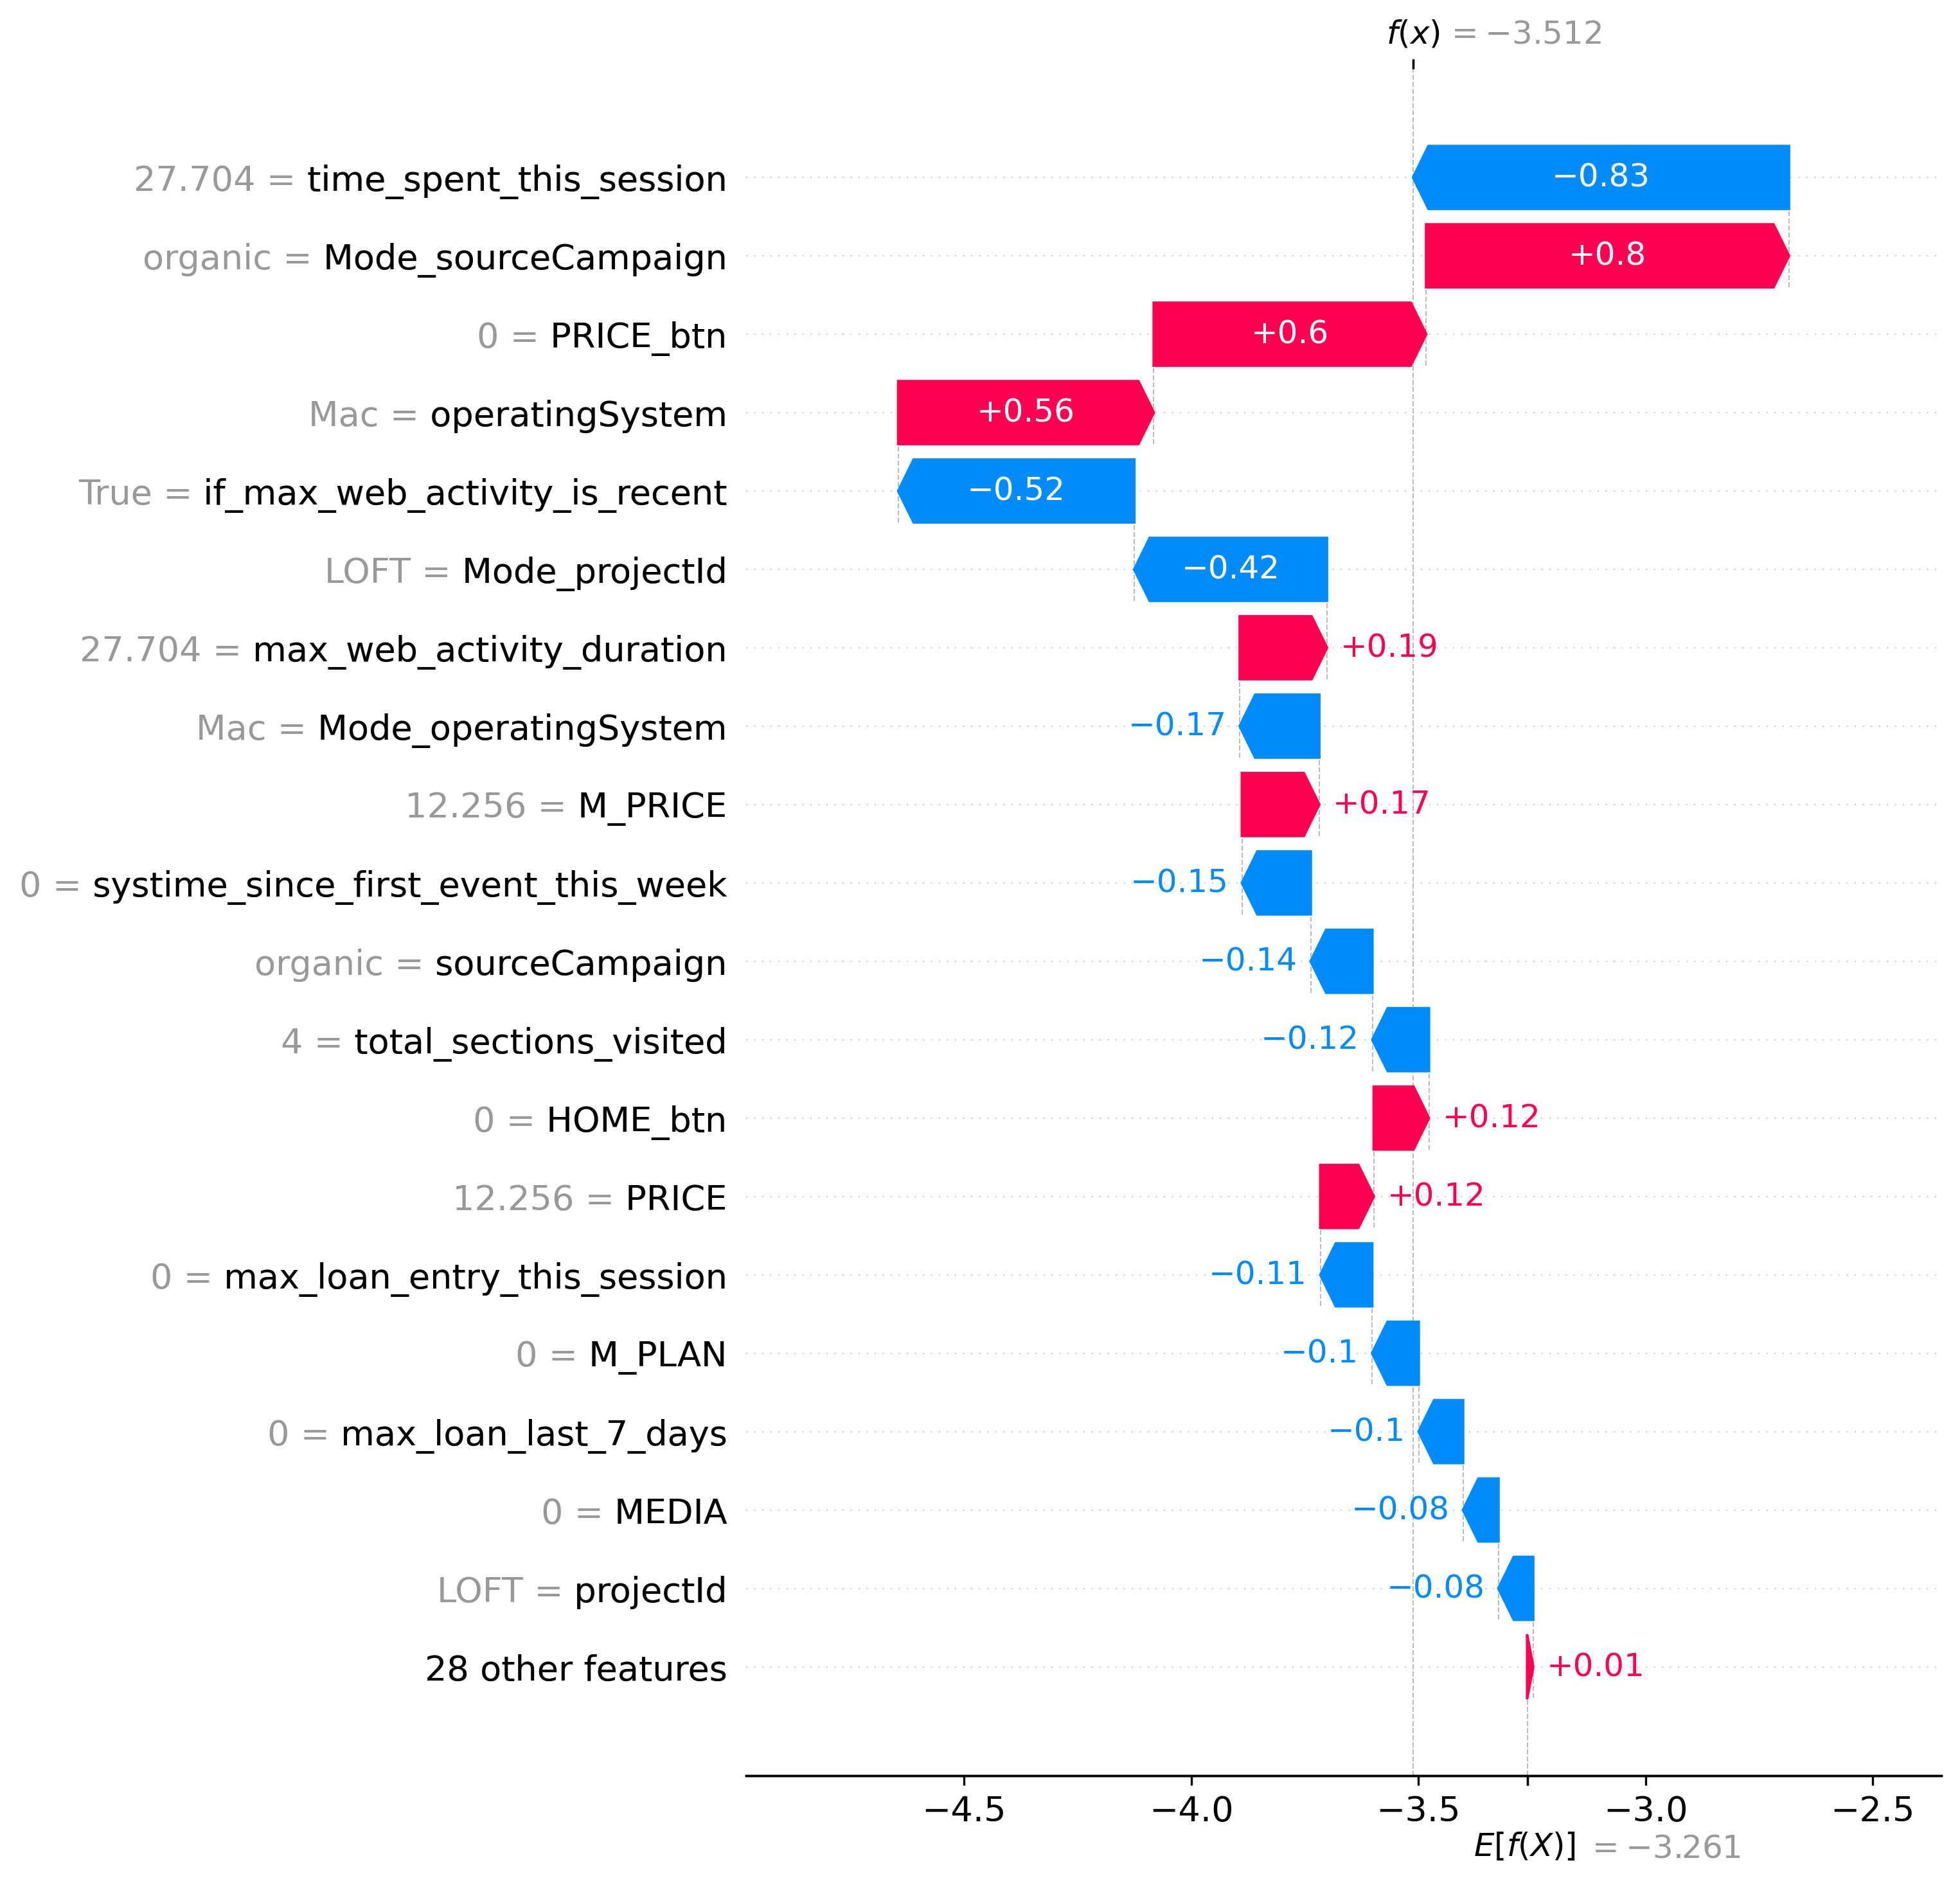 f(x) = −3.512
27.704 = time_spent_this_session −0.83
organic = Mode_sourceCampaign +0.8
0 = PRICE_btn +0.6
Mac = operatingSystem +0.56
True = if_max_web_activity_is_recent −0.52
LOFT = Mode_projectId −0.42
27.704 = max_web_activity_duration +0.19
Mac = Mode_operatingSystem −0.17
12.256 = M_PRICE +0.17
0 = systime_since_first_event_this_week −0.15
organic = sourceCampaign −0.14
4 = total_sections_visited −0.12
0 = HOME_btn +0.12
12.256 = PRICE +0.12
0 = max_loan_entry_this_session −0.11
0 = M_PLAN −0.1
0 = max_loan_last_7_days −0.1
0 = MEDIA −0.08
LOFT = projectId −0.08
28 other features +0.01
−4.5 −4.0 −3.5 −3.0 −2.5
E[f(X)] = −3.261